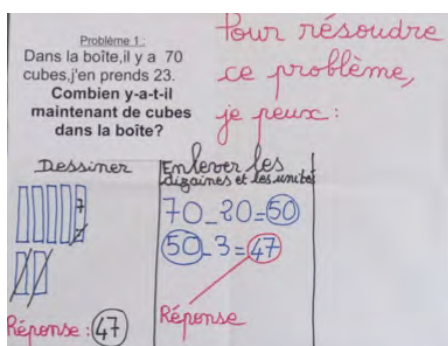 Problème 1 :
Dans la boîte,il y a 70
cubes,j'en prends 23.
Combien y-a-t-il
maintenant de cubes
dans la boîte?
Pour résoudre
ce problème,
je peux :
Dessiner
7
Réponse : 47
Enlever les
dizaines et les unités
70-20=50
50-3=47
Réponse